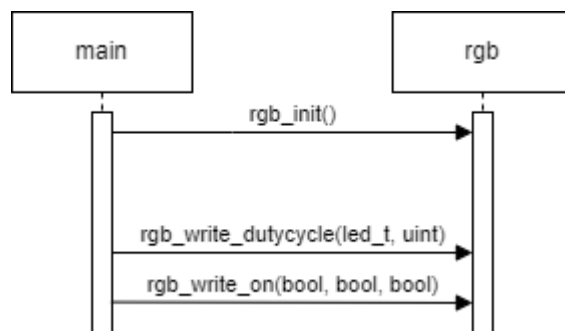 main
rgb
rgb_init()
rgb_write_dutycycle(led_t, uint)
rgb_write_on(bool, bool, bool)